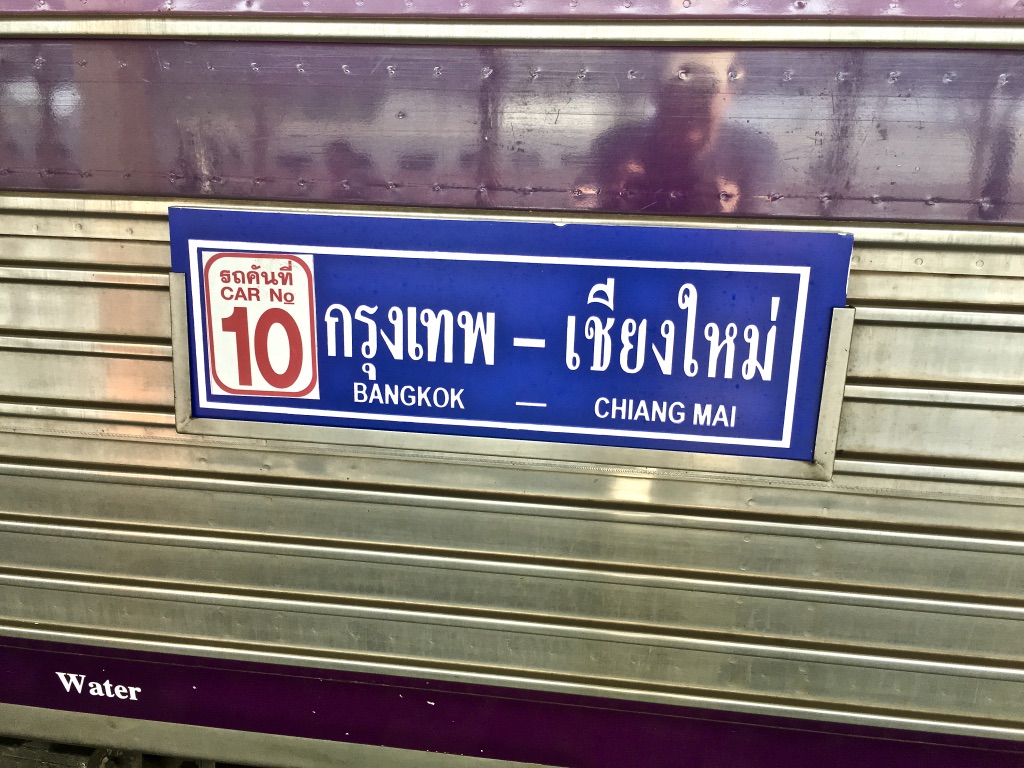 รถคันที่
CAR No
10
กรุงเทพ – เชียงใหม่
BANGKOK — CHIANG MAI
Water